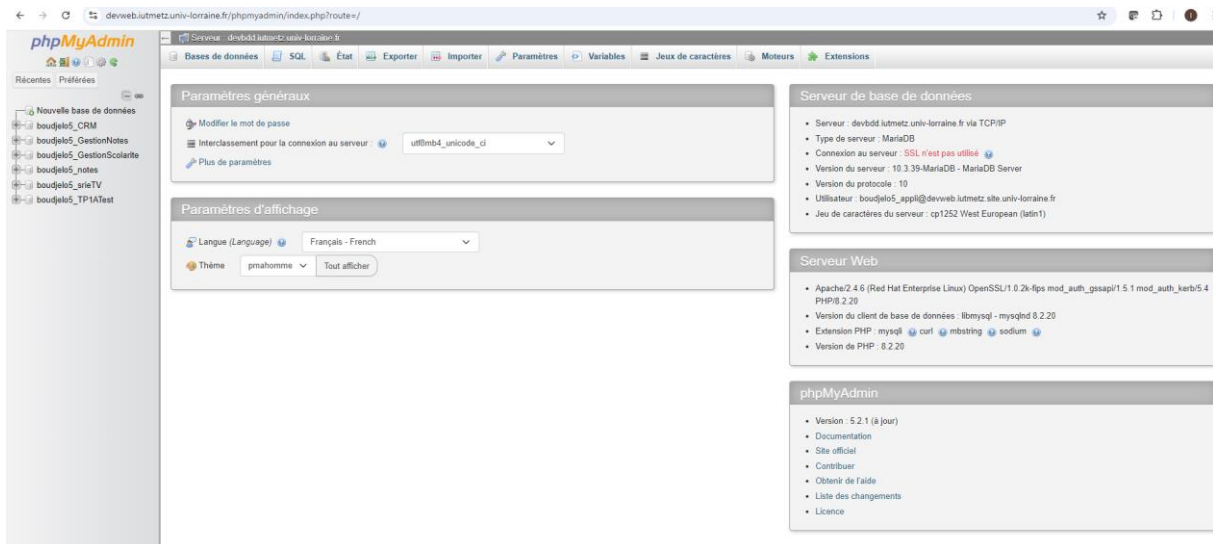 devweb.iutmetz.univ-lorraine.fr/phpmyadmin/index.php?route=/
phpMyAdmin
Récentes Préférées
Nouvelle base de données
boudjelo5_CRM
boudjelo5_GestionNotes
boudjelo5_GestionScolarite
boudjelo5_notes
boudjelo5_srieTV
boudjelo5_TP1ATest
Serveur : devbdd.iutmetz.univ-lorraine.fr
Bases de données SQL État Exporter Importer Paramètres Variables Jeux de caractères Moteurs Extensions
Paramètres généraux
Modifier le mot de passe
Interclassement pour la connexion au serveur : utf8mb4_unicode_ci
Plus de paramètres
Paramètres d'affichage
Langue (Language) Français - French
Thème pmahomme Tout afficher
Serveur de base de données
Serveur : devbdd.iutmetz.univ-lorraine.fr via TCP/IP
Type de serveur : MariaDB
Connexion au serveur : SSL n'est pas utilisé
Version du serveur : 10.3.39-MariaDB - MariaDB Server
Version du protocole : 10
Utilisateur : boudjelo5_appli@devweb.iutmetz.site.univ-lorraine.fr
Jeu de caractères du serveur : cp1252 West European (latin1)
Serveur Web
Apache/2.4.6 (Red Hat Enterprise Linux) OpenSSL/1.0.2k-fips mod_auth_gssapi/1.5.1 mod_auth_kerb/5.4
PHP/8.2.20
Version du client de base de données : libmysql - mysqlnd 8.2.20
Extension PHP : mysqli curl mbstring sodium
Version de PHP : 8.2.20
phpMyAdmin
Version : 5.2.1 (à jour)
Documentation
Site officiel
Contribuer
Obtenir de l'aide
Liste des changements
Licence